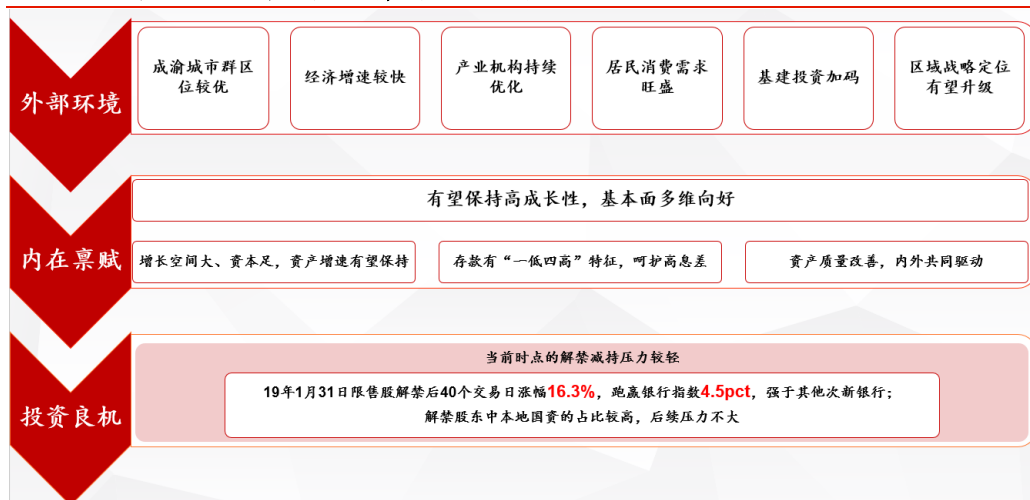 外部环境
成渝城市群区
位较优
经济增速较快
产业机构持续
优化
居民消费需求
旺盛
基建投资加码
区域战略定位
有望升级
内在禀赋
有望保持高成长性，基本面多维向好
增长空间大、资本足，资产增速有望保持
存款有“一低四高”特征，呵护高息差
资产质量改善，内外共同驱动
投资良机
当前时点的解禁减持压力较轻
19年1月31日限售股解禁后40个交易日涨幅16.3%，跑赢银行指数4.5pct，强于其他次新银行；
解禁股东中本地国资的占比较高，后续压力不大